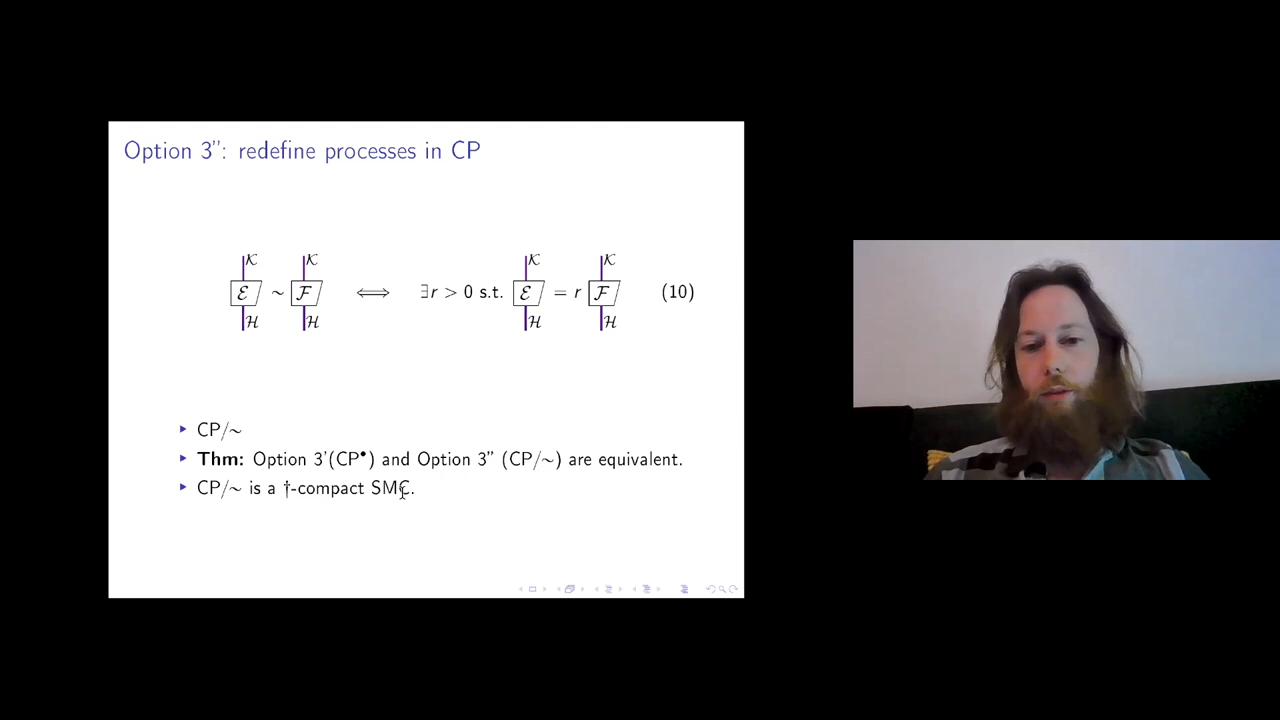 Option 3”: redefine processes in CP
𝒦 𝒦 𝒦 𝒦
ℰ ∼ ℱ ⟺ ∃r > 0 s.t. ℰ = r ℱ (10)
ℋ ℋ ℋ ℋ
▸ CP/∼
▸ Thm: Option 3’(CP•) and Option 3” (CP/∼) are equivalent.
▸ CP/∼ is a †-compact SMC.